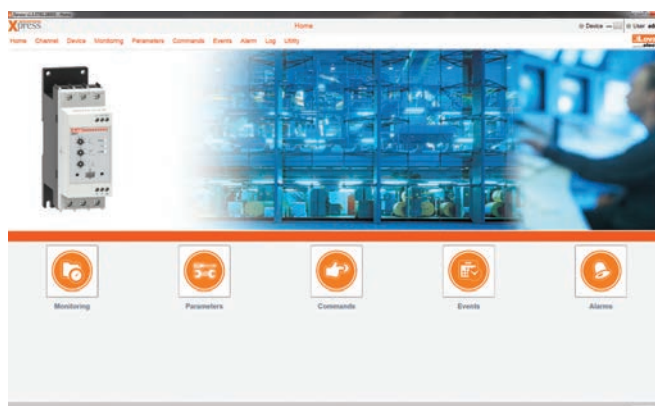 Xpress
Home
Device
User
Home Channel Device Monitoring Parameters Commands Events Alarm Log Utility
Monitoring Parameters Commands Events Alarms